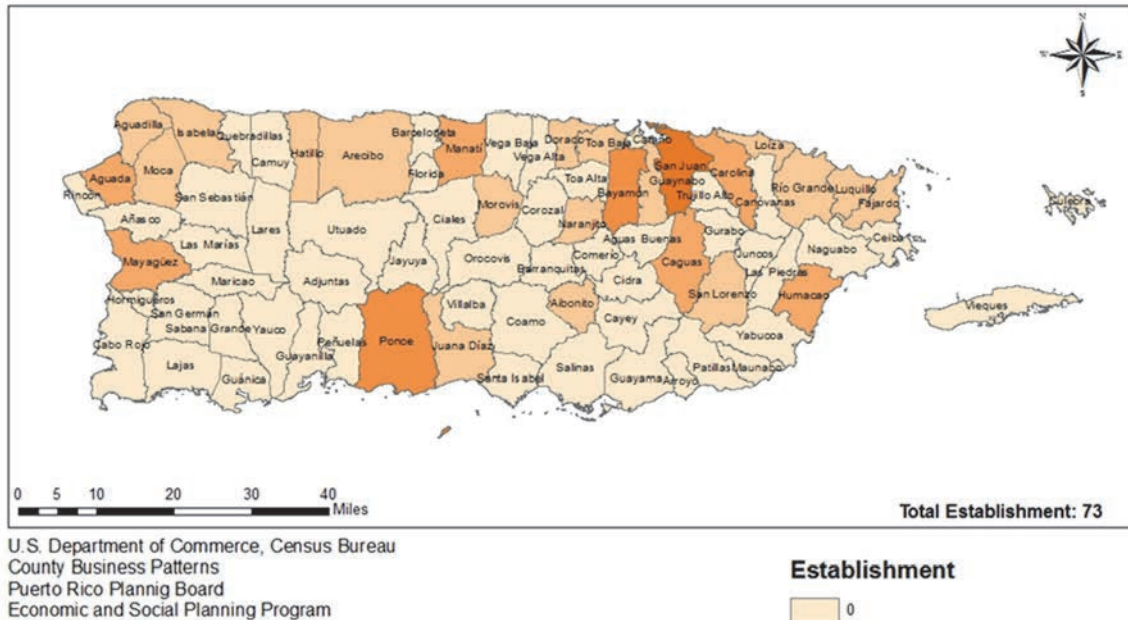 N
W
E
S
Aguadilla
Isabela
Quebradillas
Camuy
Hatillo
Arecibo
Barceloneta
Manatí
Vega Baja
Vega Alta
Dorado
Toa Baja
Cataño
San Juan
Loíza
Aguada
Moca
Florida
Toa Alta
Bayamón
Guaynabo
Carolina
Trujillo Alto
Canóvanas
Río Grande
Luquillo
Fajardo
Culebra
Rincón
San Sebastián
Añasco
Lares
Utuado
Ciales
Morovis
Corozal
Naranjito
Aguas Buenas
Gurabo
Naguabo
Ceiba
Las Marías
Mayagüez
Maricao
Adjuntas
Jayuya
Orocovis
Barranquitas
Comerío
Cidra
Caguas
Juncos
Las Piedras
San Lorenzo
Humacao
Vieques
Hormigueros
San Germán
Sabana Grande
Yauco
Guayanilla
Peñuelas
Ponce
Villalba
Juana Díaz
Coamo
Aibonito
Cayey
Yabucoa
Cabo Rojo
Lajas
Guánica
Santa Isabel
Salinas
Guayama
Arroyo
Patillas
Maunabo
0 5 10 20 30 40
Miles
Total Establishment: 73
U.S. Department of Commerce, Census Bureau
County Business Patterns
Puerto Rico Plannig Board
Economic and Social Planning Program
Establishment
0